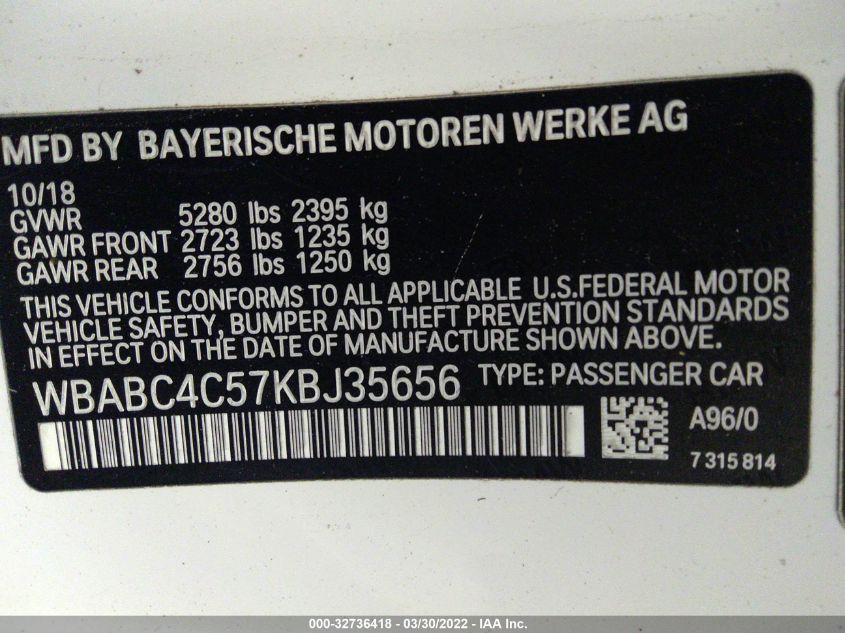 MFD BY BAYERISCHE MOTOREN WERKE AG
10/18
GVWR 5280 lbs 2395 kg
GAWR FRONT 2723 lbs 1235 kg
GAWR REAR 2756 lbs 1250 kg
THIS VEHICLE CONFORMS TO ALL APPLICABLE U.S.FEDERAL MOTOR
VEHICLE SAFETY, BUMPER AND THEFT PREVENTION STANDARDS
IN EFFECT ON THE DATE OF MANUFACTURE SHOWN ABOVE.
WBABC4C57KBJ35656 TYPE: PASSENGER CAR
A96/0
7 315 814
000-32736418 - 03/30/2022 - IAA Inc.